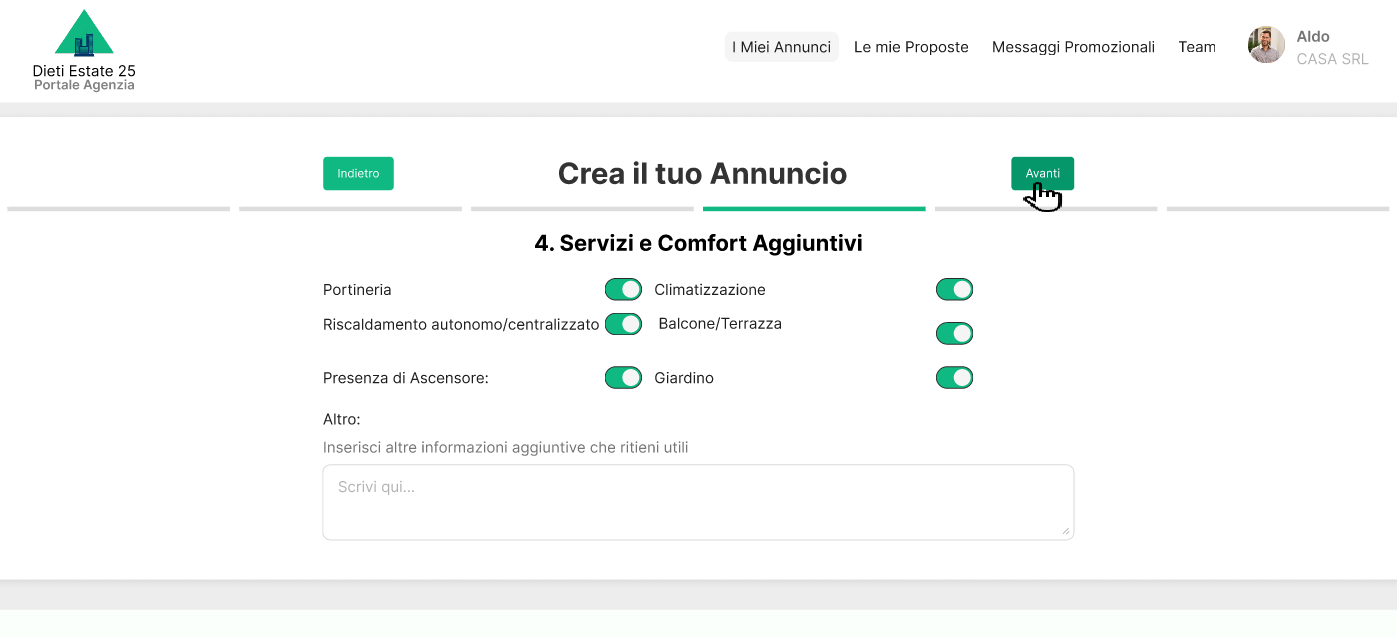 I Miei Annunci
Le mie Proposte
Messaggi Promozionali
Team
Aldo
CASA SRL
Dieti Estate 25
Portale Agenzia
Indietro
Crea il tuo Annuncio
Avanti
4. Servizi e Comfort Aggiuntivi
Portineria
Climatizzazione
Riscaldamento autonomo/centralizzato
Balcone/Terrazza
Presenza di Ascensore:
Giardino
Altro:
Inserisci altre informazioni aggiuntive che ritieni utili
Scrivi qui...